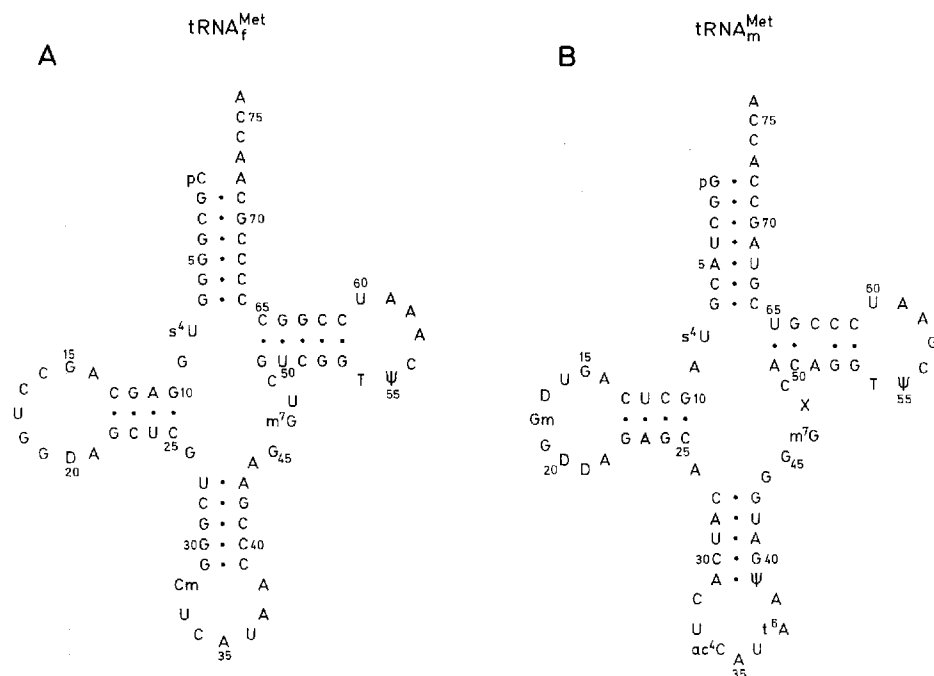 tRNA f Met
A
A
C 75
C
A
pC A
G · C
C · G 70
G · C
5 G · C
G · C
G · C
s⁴U
G
C 65 G G C C
G U C G G
50
U 60 A A A C
Ψ 55
T
15 G A C G A G 10
C C U G G
20 D A G C U C 25
G
C
U
m⁷G
G 45
A
U · A
C · G
G · C
30 G · C 40
G · C
Cm A
U A
C A U
35
tRNA m Met
B
A
C 75
C
A
pG · C
G · C
C · G 70
U · A
5 A · U
C · G
G · C
s⁴U
A
U 65 G C C C
A C A G G
50
U 60 A A G C
Ψ 55
T
15 G A C U C G 10
U D Gm G
20 D D A G A G C 25
A
C
X
m⁷G
G 45
G
C · G
A · U
U · A
30 C · G 40
A · Ψ
C A
U t⁶A
ac⁴C A U
35